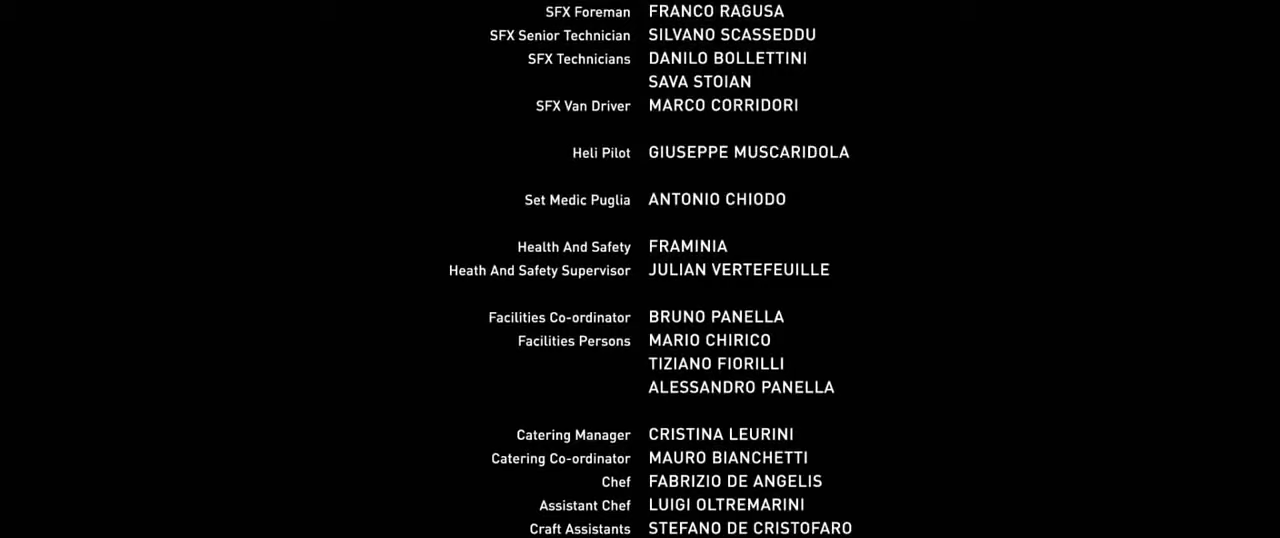 SFX Foreman FRANCO RAGUSA
SFX Senior Technician SILVANO SCASSEDDU
SFX Technicians DANILO BOLLETTINI
SAVA STOIAN
SFX Van Driver MARCO CORRIDORI
Heli Pilot GIUSEPPE MUSCARIDOLA
Set Medic Puglia ANTONIO CHIODO
Health And Safety FRAMINIA
Heath And Safety Supervisor JULIAN VERTEFEUILLE
Facilities Co-ordinator BRUNO PANELLA
Facilities Persons MARIO CHIRICO
TIZIANO FIORILLI
ALESSANDRO PANELLA
Catering Manager CRISTINA LEURINI
Catering Co-ordinator MAURO BIANCHETTI
Chef FABRIZIO DE ANGELIS
Assistant Chef LUIGI OLTREMARINI
Craft Assistants STEFANO DE CRISTOFARO